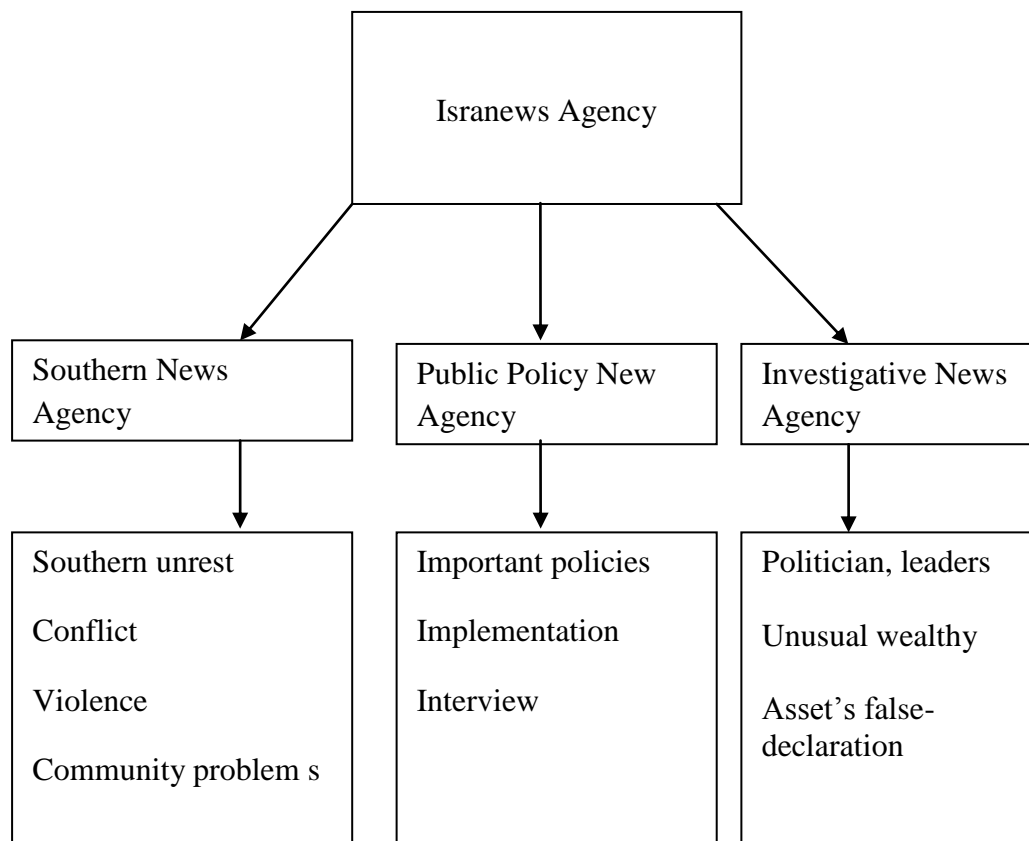 Isranews Agency
Southern News
Agency
Public Policy New
Agency
Investigative News
Agency
Southern unrest
Conflict
Violence
Community problem s
Important policies
Implementation
Interview
Politician, leaders
Unusual wealthy
Asset’s false-
declaration